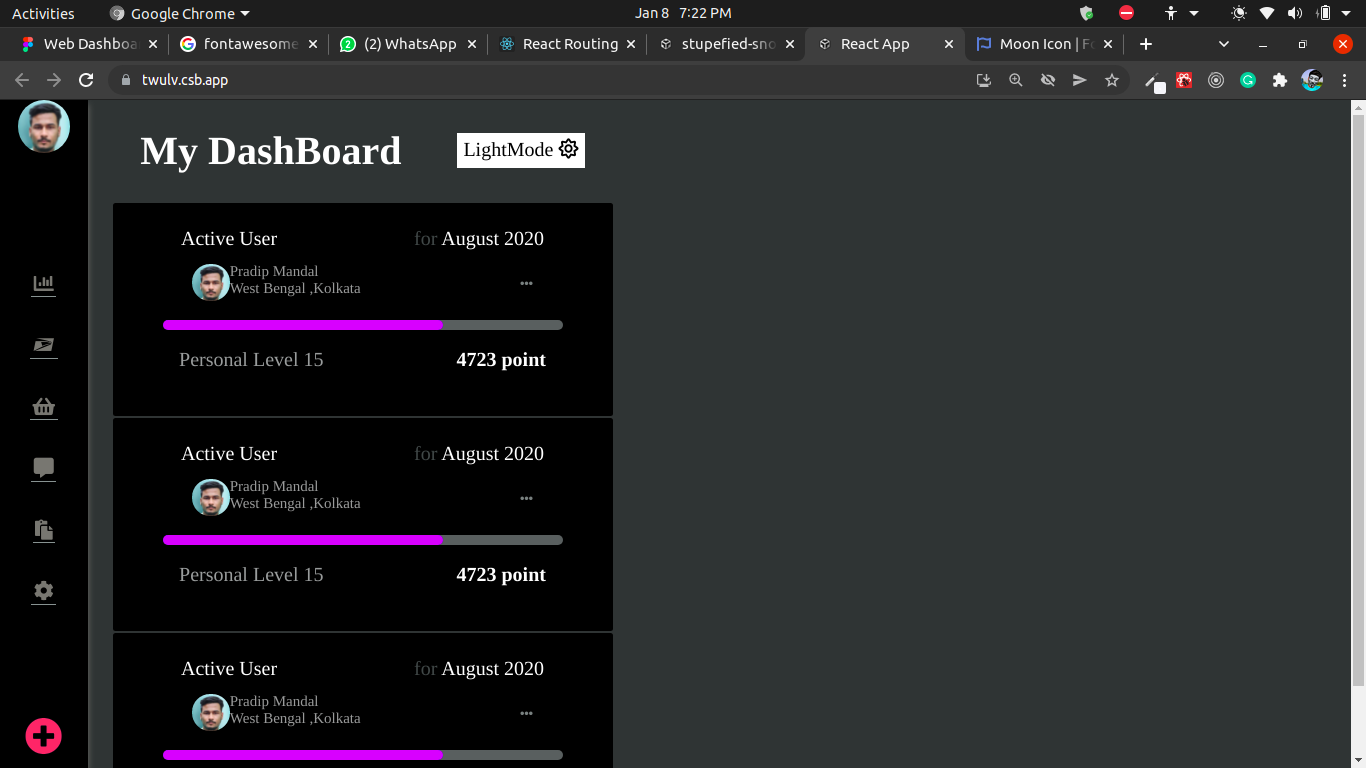 Activities
Google Chrome
Jan 8 7:22 PM
Web Dashboa
fontawesome
(2) WhatsApp
React Routing
stupefied-sno
React App
Moon Icon | Fo
twulv.csb.app
My DashBoard
LightMode
Active User for August 2020
Pradip Mandal
West Bengal ,Kolkata
Personal Level 15 4723 point
Active User for August 2020
Pradip Mandal
West Bengal ,Kolkata
Personal Level 15 4723 point
Active User for August 2020
Pradip Mandal
West Bengal ,Kolkata